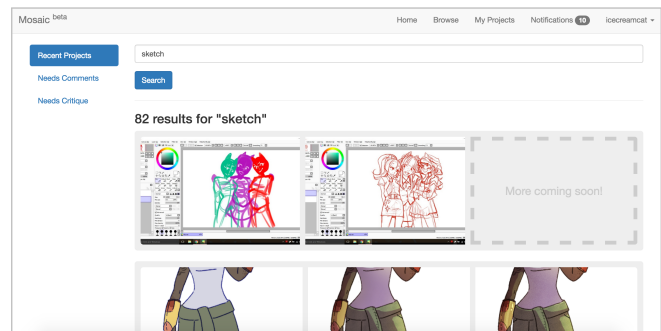 Mosaic beta
Home Browse My Projects Notifications 10 icecreamcat
Recent Projects
Needs Comments
Needs Critique
sketch
Search
82 results for "sketch"
More coming soon!